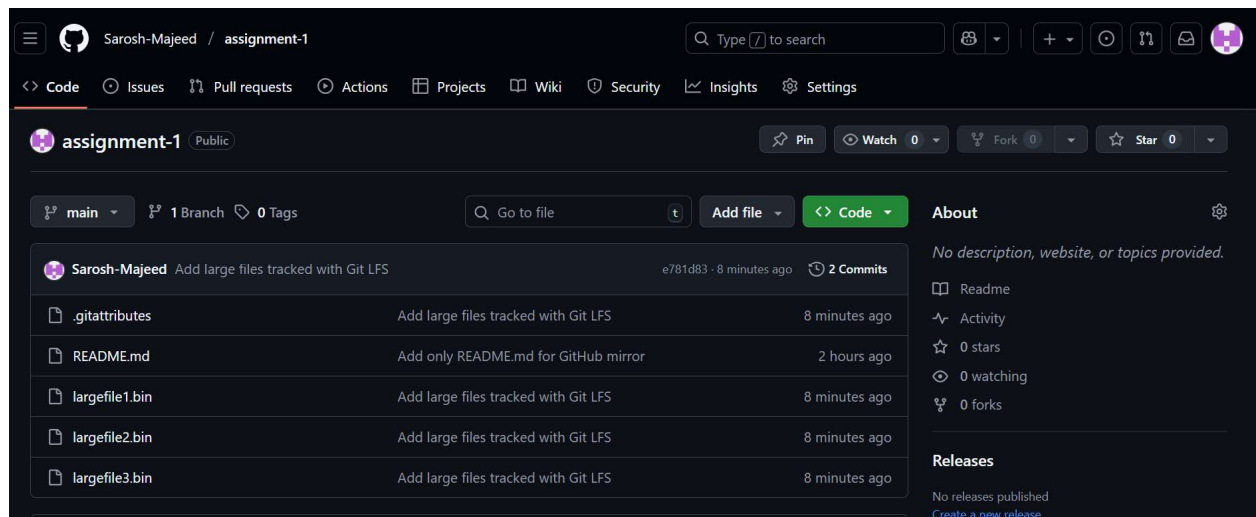 Sarosh-Majeed / assignment-1
Type / to search
Code Issues Pull requests Actions Projects Wiki Security Insights Settings
assignment-1 Public
Pin Watch 0 Fork 0 Star 0
main 1 Branch 0 Tags Go to file t Add file Code
Sarosh-Majeed Add large files tracked with Git LFS e781d83 · 8 minutes ago 2 Commits
.gitattributes Add large files tracked with Git LFS 8 minutes ago
README.md Add only README.md for GitHub mirror 2 hours ago
largefile1.bin Add large files tracked with Git LFS 8 minutes ago
largefile2.bin Add large files tracked with Git LFS 8 minutes ago
largefile3.bin Add large files tracked with Git LFS 8 minutes ago
About
No description, website, or topics provided.
Readme
Activity
0 stars
0 watching
0 forks
Releases
No releases published
Create a new release